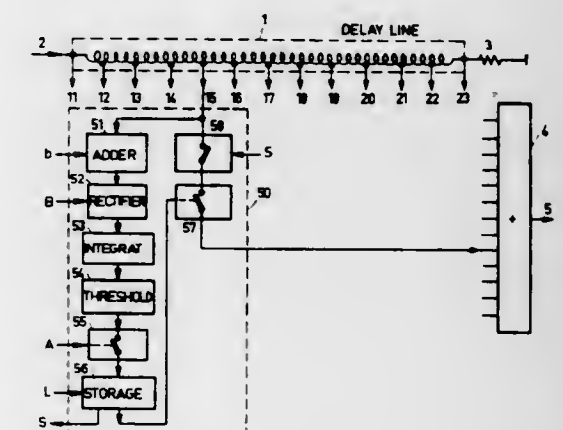 1
DELAY LINE
2
3
11 12 13 14 15 16 17 18 19 20 21 22 23
51
58
6
b
ADDER
S
52
50
B
RECTIFIER
5
57
53
INTEGRAT
+
54
THRESHOLD
55
A
56
L
STORAGE
S